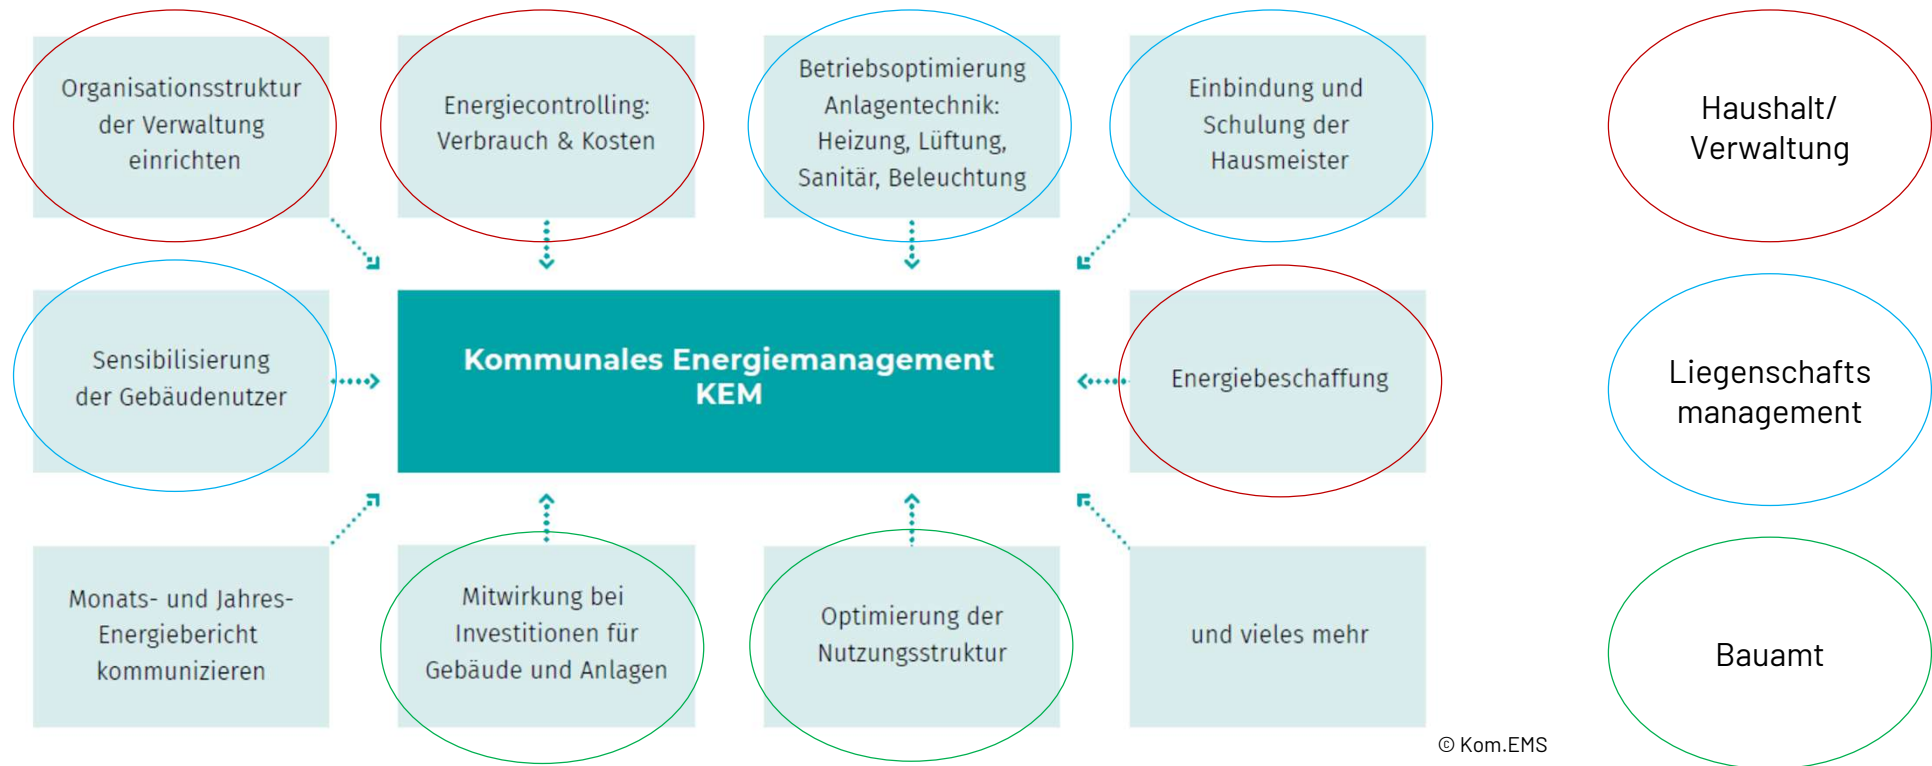 Organisationsstruktur
der Verwaltung
einrichten
Energiecontrolling:
Verbrauch & Kosten
Betriebsoptimierung
Anlagentechnik:
Heizung, Lüftung,
Sanitär, Beleuchtung
Einbindung und
Schulung der
Hausmeister
Haushalt/
Verwaltung
Sensibilisierung
der Gebäudenutzer
Kommunales Energiemanagement
KEM
Energiebeschaffung
Liegenschafts
management
Monats- und Jahres-
Energiebericht
kommunizieren
Mitwirkung bei
Investitionen für
Gebäude und Anlagen
Optimierung der
Nutzungsstruktur
und vieles mehr
Bauamt
© Kom.EMS